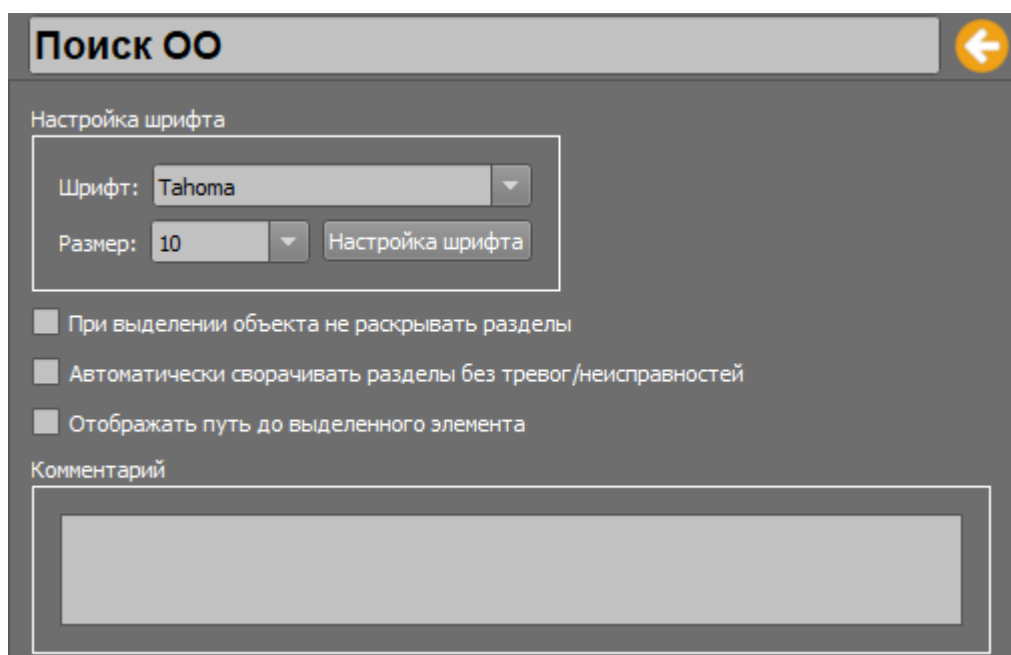 Поиск ОО
Настройка шрифта
Шрифт: Tahoma
Размер: 10 Настройка шрифта
При выделении объекта не раскрывать разделы
Автоматически сворачивать разделы без тревог/неисправностей
Отображать путь до выделенного элемента
Комментарий